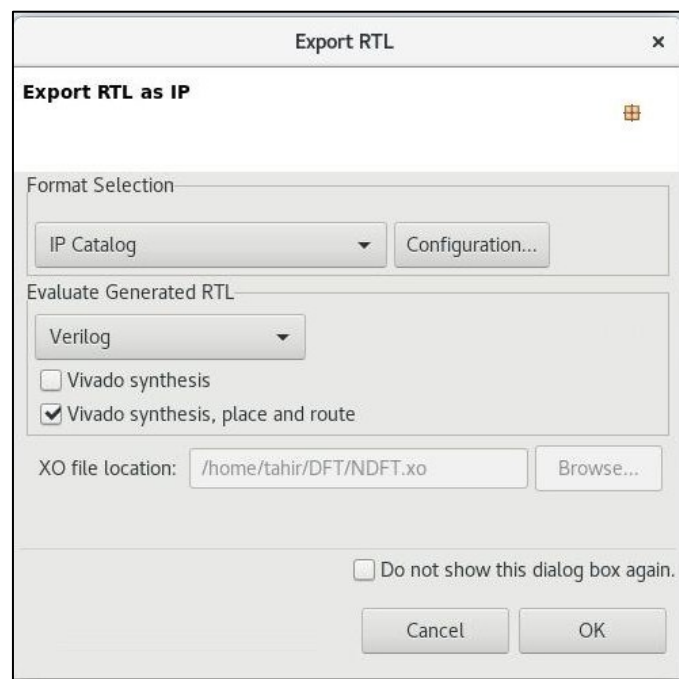 Export RTL
Export RTL as IP
Format Selection
IP Catalog Configuration...
Evaluate Generated RTL
Verilog
Vivado synthesis
Vivado synthesis, place and route
XO file location: /home/tahir/DFT/NDFT.xo Browse...
Do not show this dialog box again.
Cancel OK